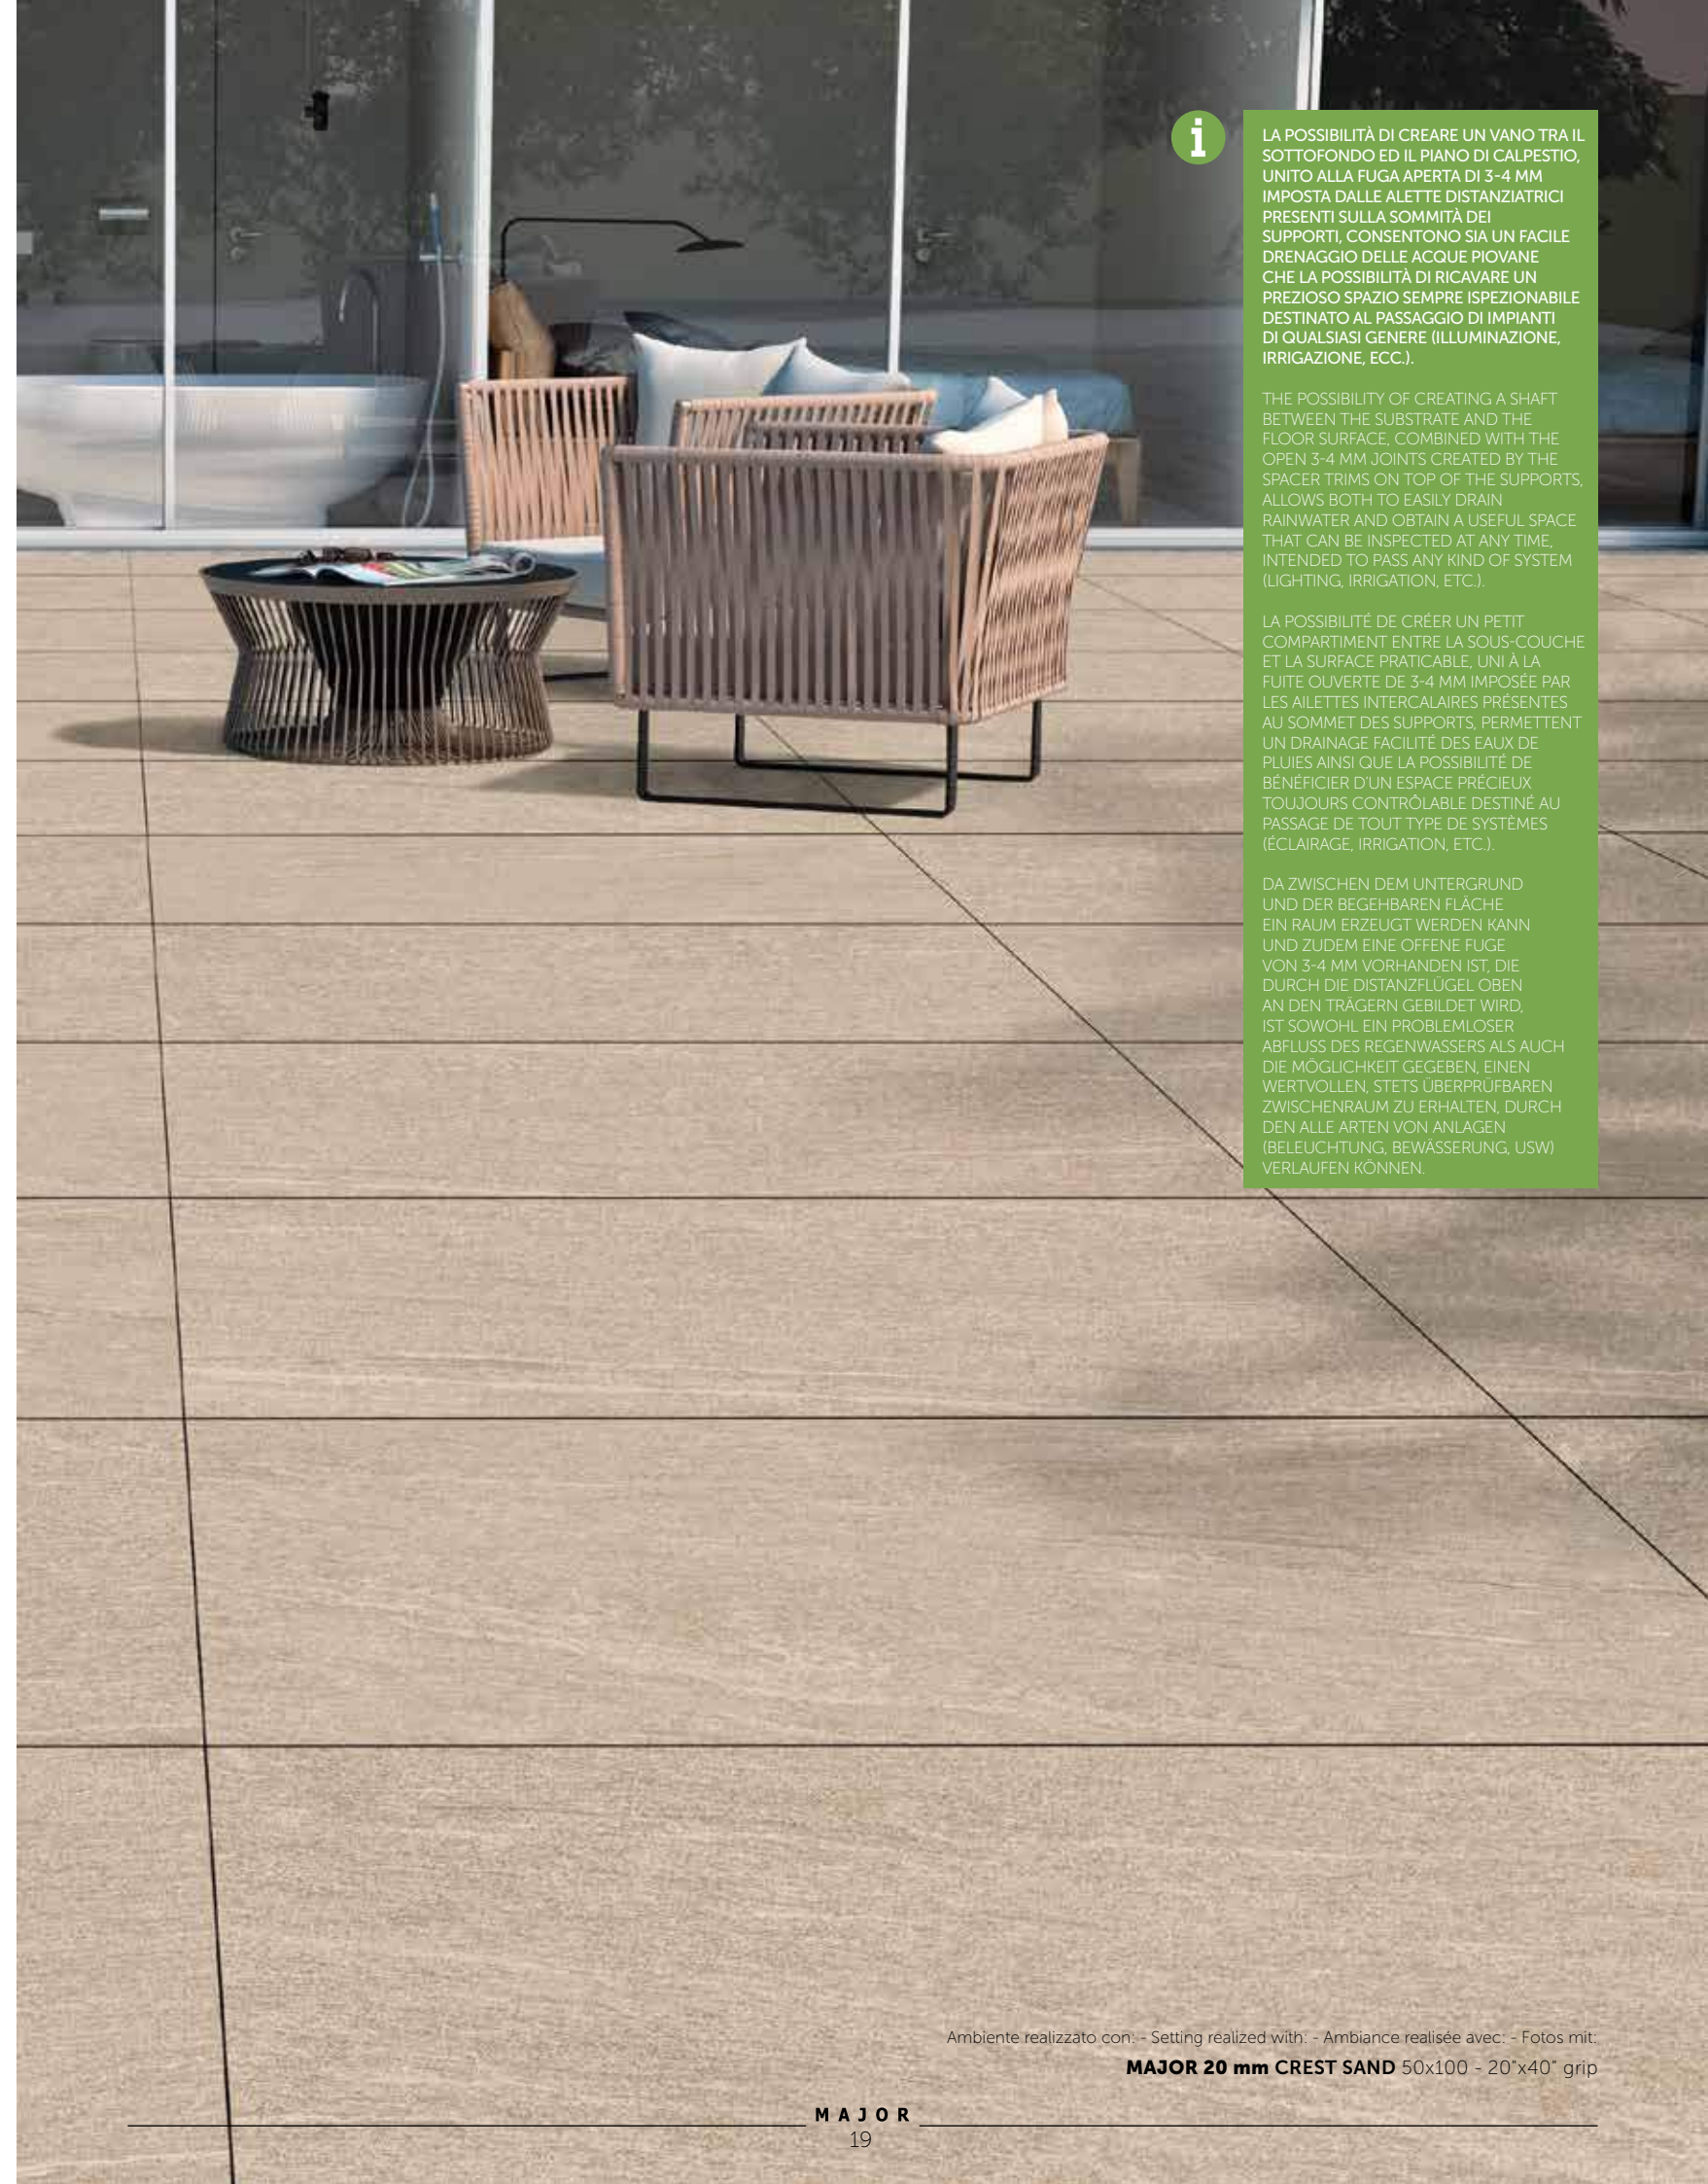 LA POSSIBILITÀ DI CREARE UN VANO TRA IL
SOTTOFONDO ED IL PIANO DI CALPESTIO,
UNITO ALLA FUGA APERTA DI 3-4 MM
IMPOSTA DALLE ALETTE DISTANZIATRICI
PRESENTI SULLA SOMMITÀ DEI
SUPPORTI, CONSENTONO SIA UN FACILE
DRENAGGIO DELLE ACQUE PIOVANE
CHE LA POSSIBILITÀ DI RICAVARE UN
PREZIOSO SPAZIO SEMPRE ISPEZIONABILE
DESTINATO AL PASSAGGIO DI IMPIANTI
DI QUALSIASI GENERE (ILLUMINAZIONE,
IRRIGAZIONE, ECC.).
THE POSSIBILITY OF CREATING A SHAFT
BETWEEN THE SUBSTRATE AND THE
FLOOR SURFACE, COMBINED WITH THE
OPEN 3-4 MM JOINTS CREATED BY THE
SPACER TRIMS ON TOP OF THE SUPPORTS,
ALLOWS BOTH TO EASILY DRAIN
RAINWATER AND OBTAIN A USEFUL SPACE
THAT CAN BE INSPECTED AT ANY TIME,
INTENDED TO PASS ANY KIND OF SYSTEM
(LIGHTING, IRRIGATION, ETC.).
LA POSSIBILITÉ DE CRÉER UN PETIT
COMPARTIMENT ENTRE LA SOUS-COUCHE
ET LA SURFACE PRATICABLE, UNI À LA
FUITE OUVERTE DE 3-4 MM IMPOSÉE PAR
LES AILETTES INTERCALAIRES PRÉSENTES
AU SOMMET DES SUPPORTS, PERMETTENT
UN DRAINAGE FACILITÉ DES EAUX DE
PLUIES AINSI QUE LA POSSIBILITÉ DE
BÉNÉFICIER D'UN ESPACE PRÉCIEUX
TOUJOURS CONTRÔLABLE DESTINÉ AU
PASSAGE DE TOUT TYPE DE SYSTÈMES
(ÉCLAIRAGE, IRRIGATION, ETC.).
DA ZWISCHEN DEM UNTERGRUND
UND DER BEGEHBAREN FLÄCHE
EIN RAUM ERZEUGT WERDEN KANN
UND ZUDEM EINE OFFENE FUGE
VON 3-4 MM VORHANDEN IST, DIE
DURCH DIE DISTANZFLÜGEL OBEN
AN DEN TRÄGERN GEBILDET WIRD,
IST SOWOHL EIN PROBLEMLOSER
ABFLUSS DES REGENWASSERS ALS AUCH
DIE MÖGLICHKEIT GEGEBEN, EINEN
WERTVOLLEN, STETS ÜBERPRÜFBAREN
ZWISCHENRAUM ZU ERHALTEN, DURCH
DEN ALLE ARTEN VON ANLAGEN
(BELEUCHTUNG, BEWÄSSERUNG, USW)
VERLAUFEN KÖNNEN.
Ambiente realizzato con: - Setting realized with: - Ambiance realisée avec: - Fotos mit:
MAJOR 20 mm CREST SAND 50x100 - 20"x40" grip
MAJOR
19